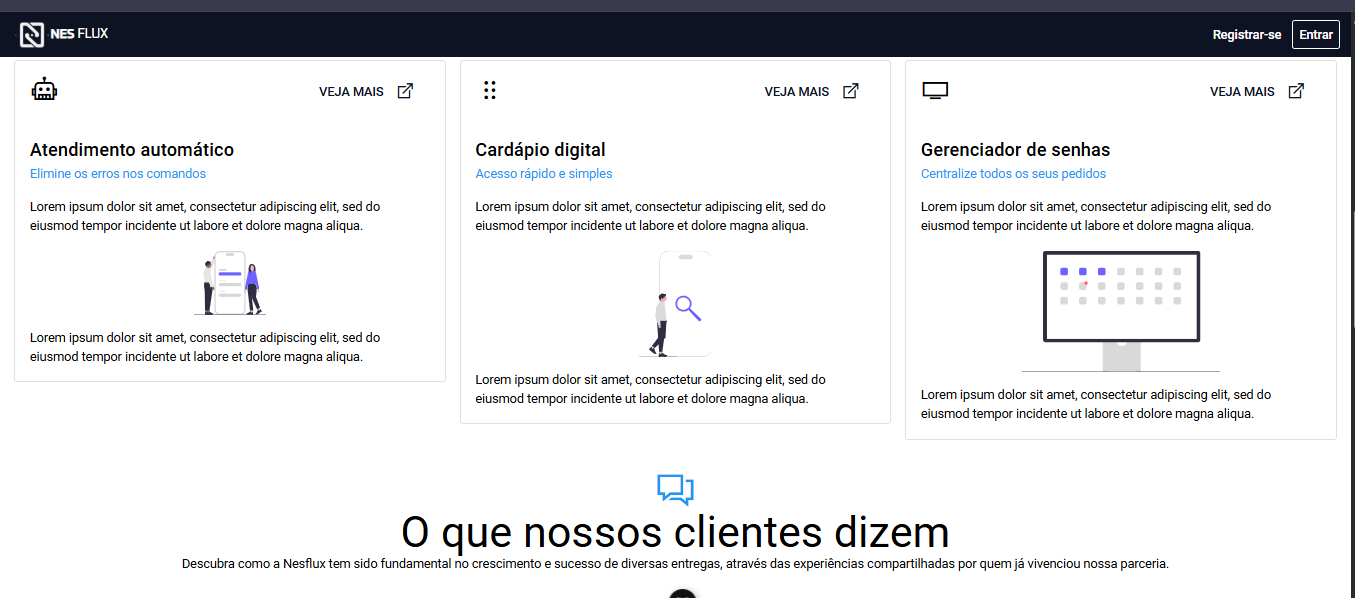 NES FLUX
Registrar-se
Entrar
VEJA MAIS
Atendimento automático
Elimine os erros nos comandos
Lorem ipsum dolor sit amet, consectetur adipiscing elit, sed do
eiusmod tempor incidente ut labore et dolore magna aliqua.
Lorem ipsum dolor sit amet, consectetur adipiscing elit, sed do
eiusmod tempor incidente ut labore et dolore magna aliqua.
VEJA MAIS
Cardápio digital
Acesso rápido e simples
Lorem ipsum dolor sit amet, consectetur adipiscing elit, sed do
eiusmod tempor incidente ut labore et dolore magna aliqua.
Lorem ipsum dolor sit amet, consectetur adipiscing elit, sed do
eiusmod tempor incidente ut labore et dolore magna aliqua.
VEJA MAIS
Gerenciador de senhas
Centralize todos os seus pedidos
Lorem ipsum dolor sit amet, consectetur adipiscing elit, sed do
eiusmod tempor incidente ut labore et dolore magna aliqua.
Lorem ipsum dolor sit amet, consectetur adipiscing elit, sed do
eiusmod tempor incidente ut labore et dolore magna aliqua.
O que nossos clientes dizem
Descubra como a Nesflux tem sido fundamental no crescimento e sucesso de diversas entregas, através das experiências compartilhadas por quem já vivenciou nossa parceria.